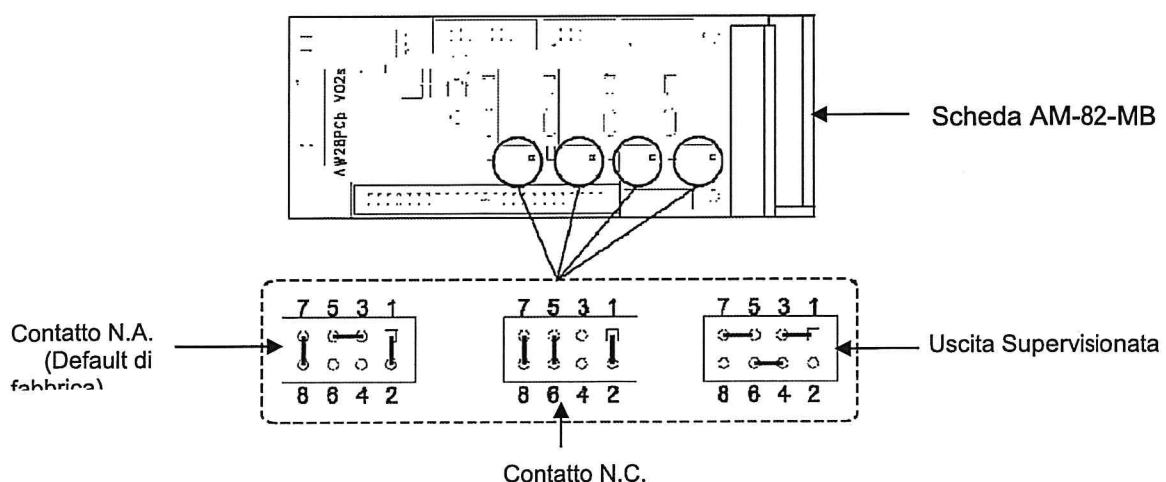 AW28PCb V02s
Scheda AM-82-MB
7 5 3 1
7 5 3 1
7 5 3 1
Contatto N.A.
(Default di
fabbrica)
Uscita Supervisionata
8 6 4 2
8 6 4 2
8 6 4 2
Contatto N.C.